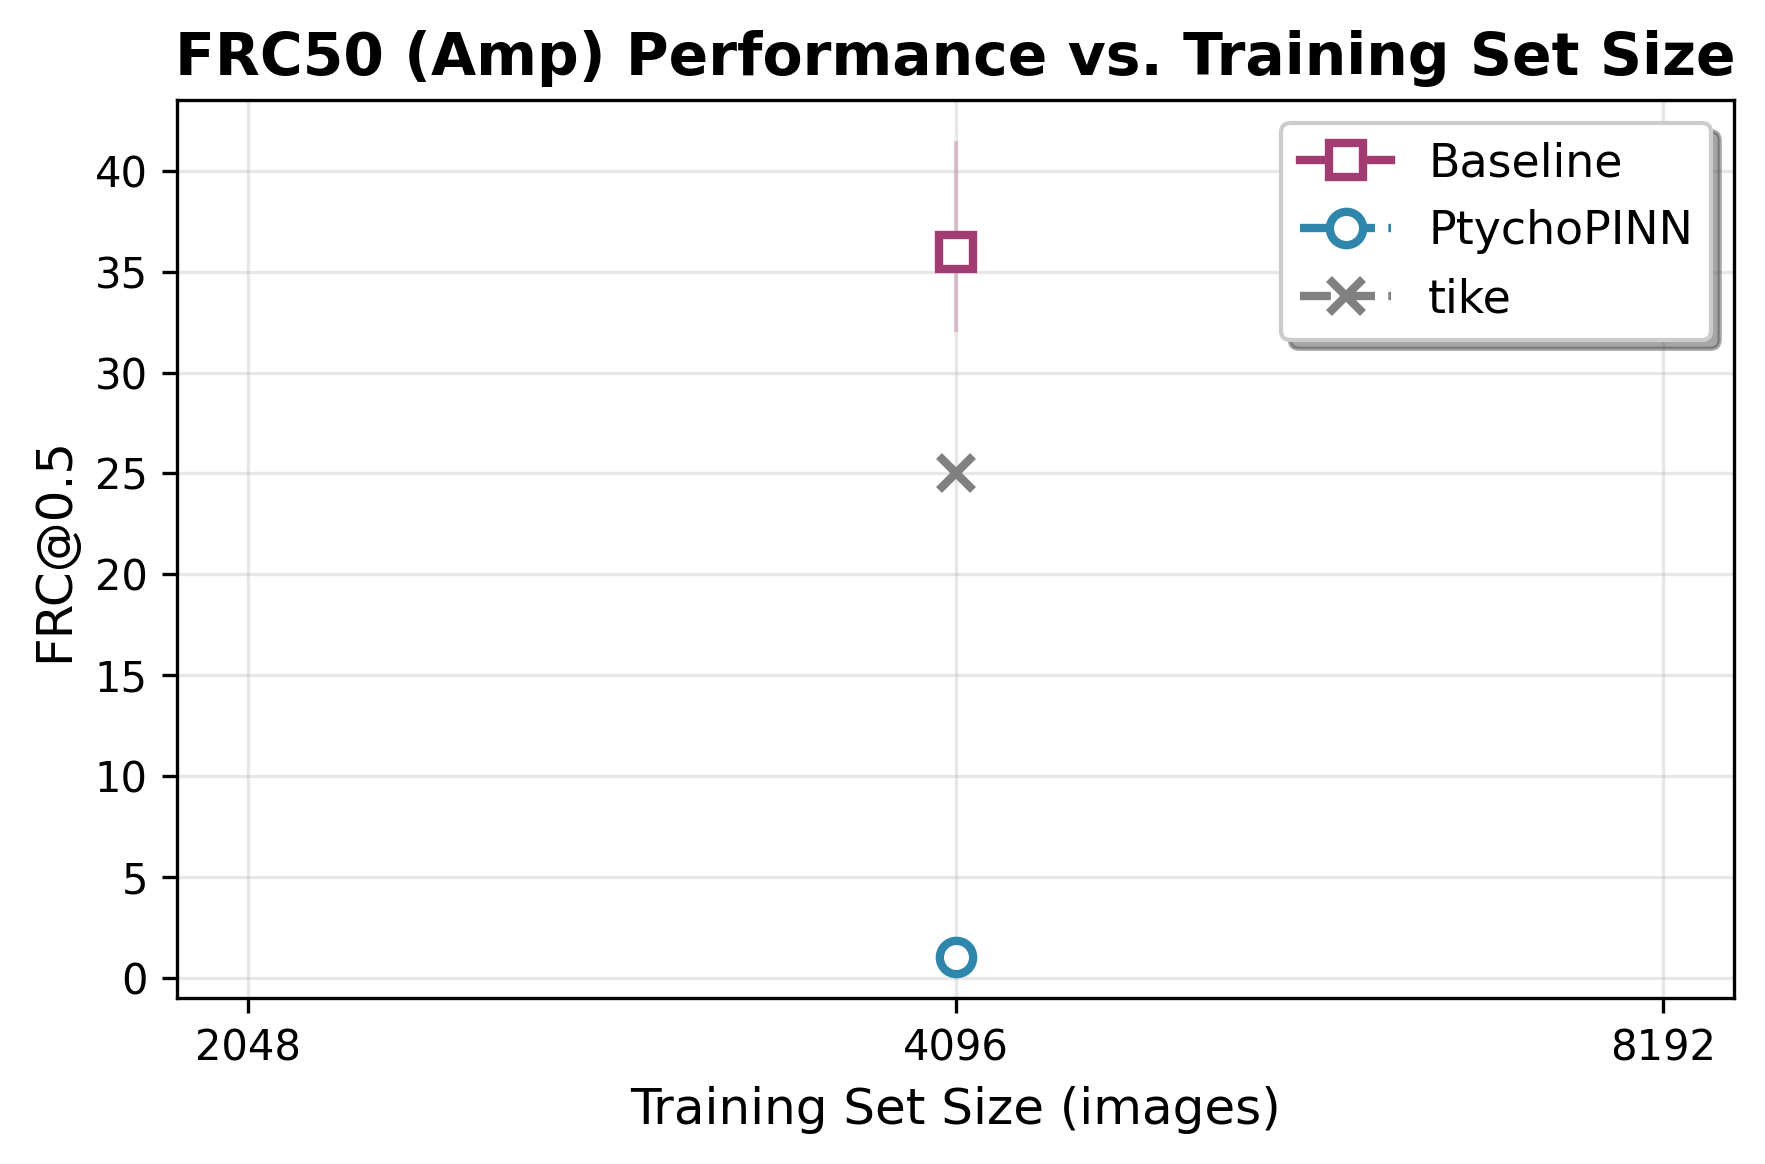 FRC50 (Amp) Performance vs. Training Set Size
40
35
30
25
20
15
10
5
0
FRC@0.5
Baseline
PtychoPINN
tike
2048
4096
8192
Training Set Size (images)